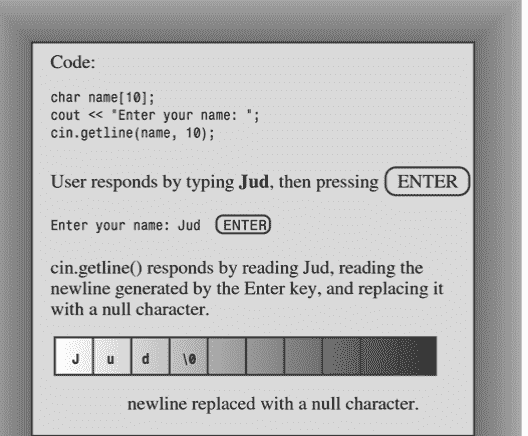 Code:
char name[10];
cout << "Enter your name: ";
cin.getline(name, 10);
User responds by typing Jud, then pressing ENTER
Enter your name: Jud ENTER
cin.getline() responds by reading Jud, reading the
newline generated by the Enter key, and replacing it
with a null character.
J u d \0
newline replaced with a null character.